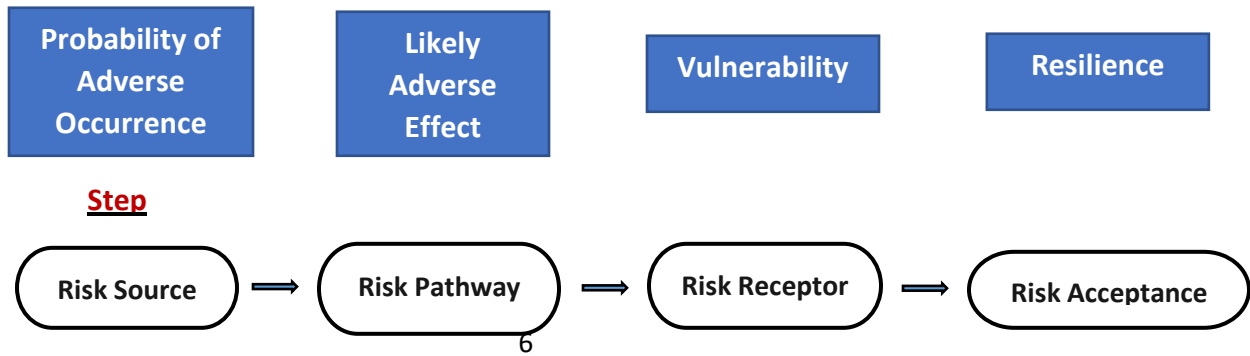 Probability of
Adverse
Occurrence
Likely
Adverse
Effect
Vulnerability
Resilience
Step
Risk Source
Risk Pathway
Risk Receptor
Risk Acceptance
6